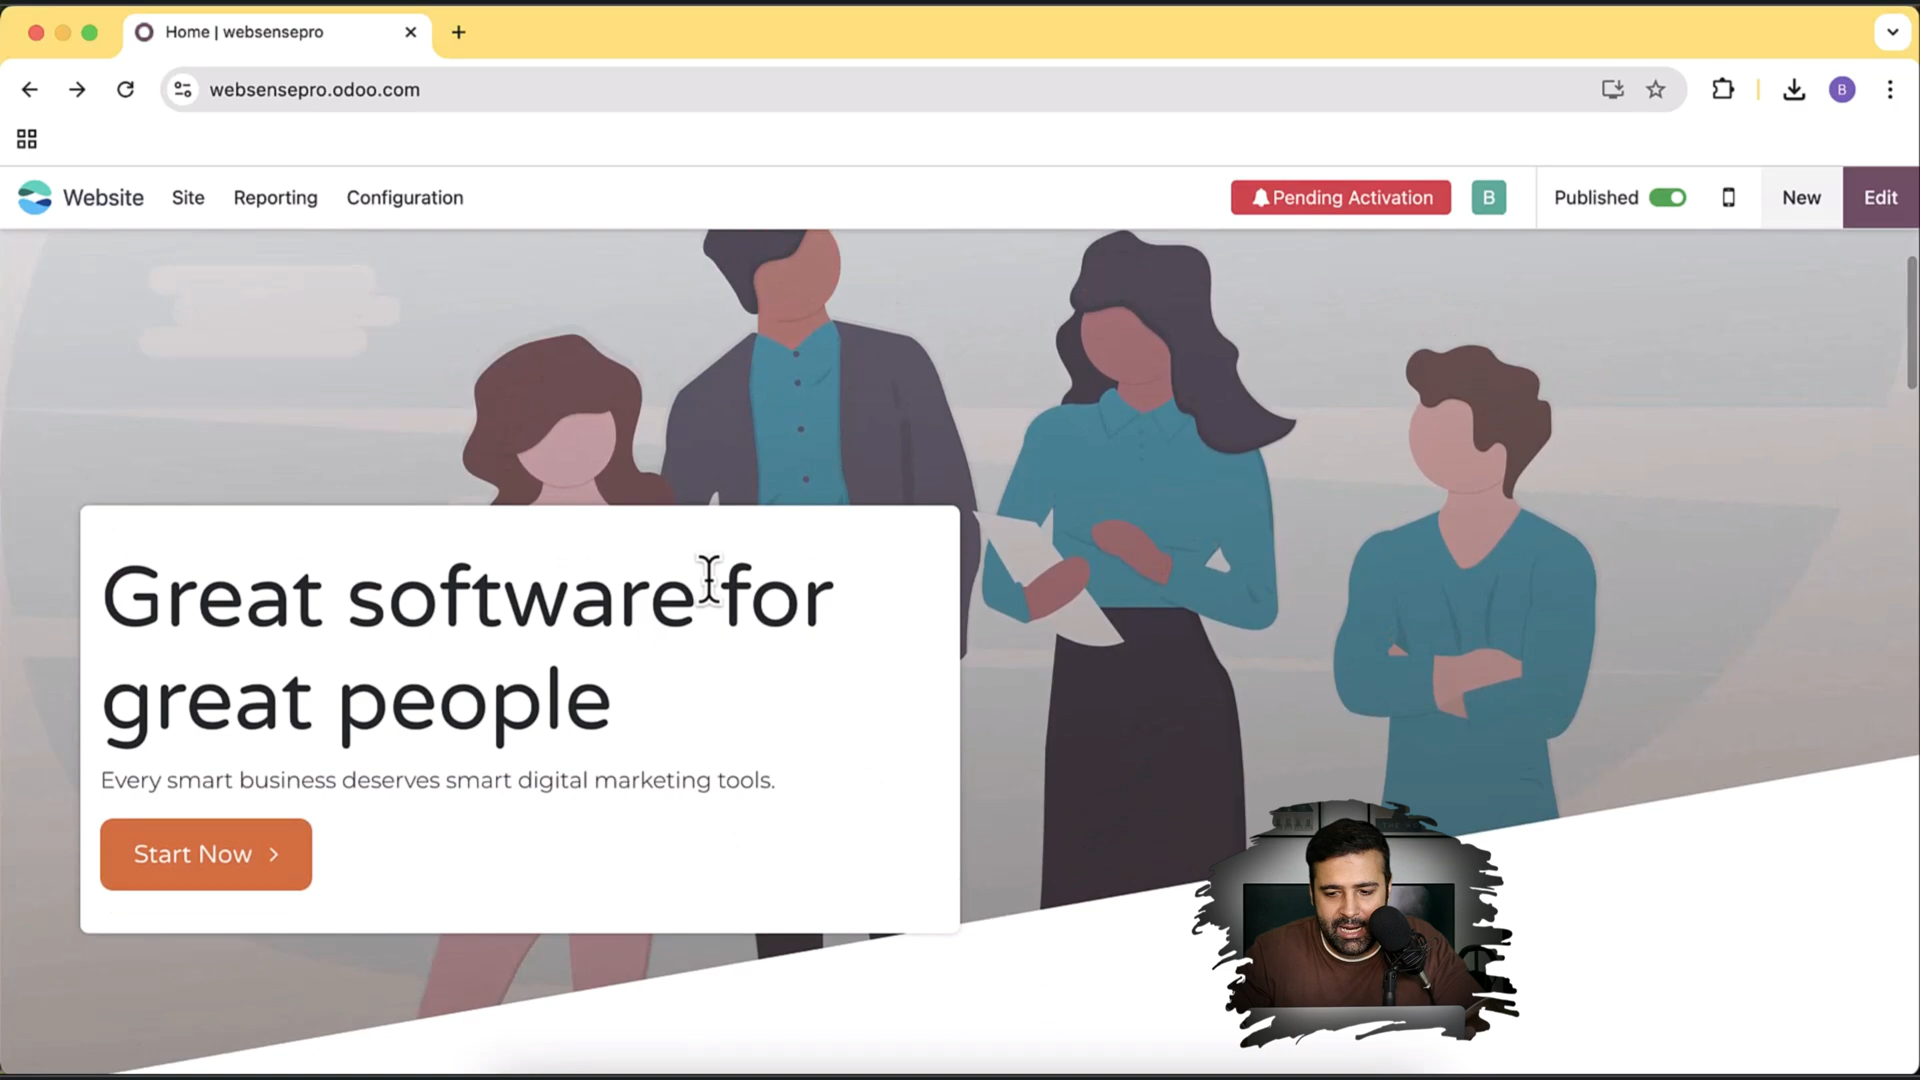 Home | websensepro
websensepro.odoo.com
B
Website Site Reporting Configuration Pending Activation B Published New Edit
Great software for
great people
Every smart business deserves smart digital marketing tools.
Start Now